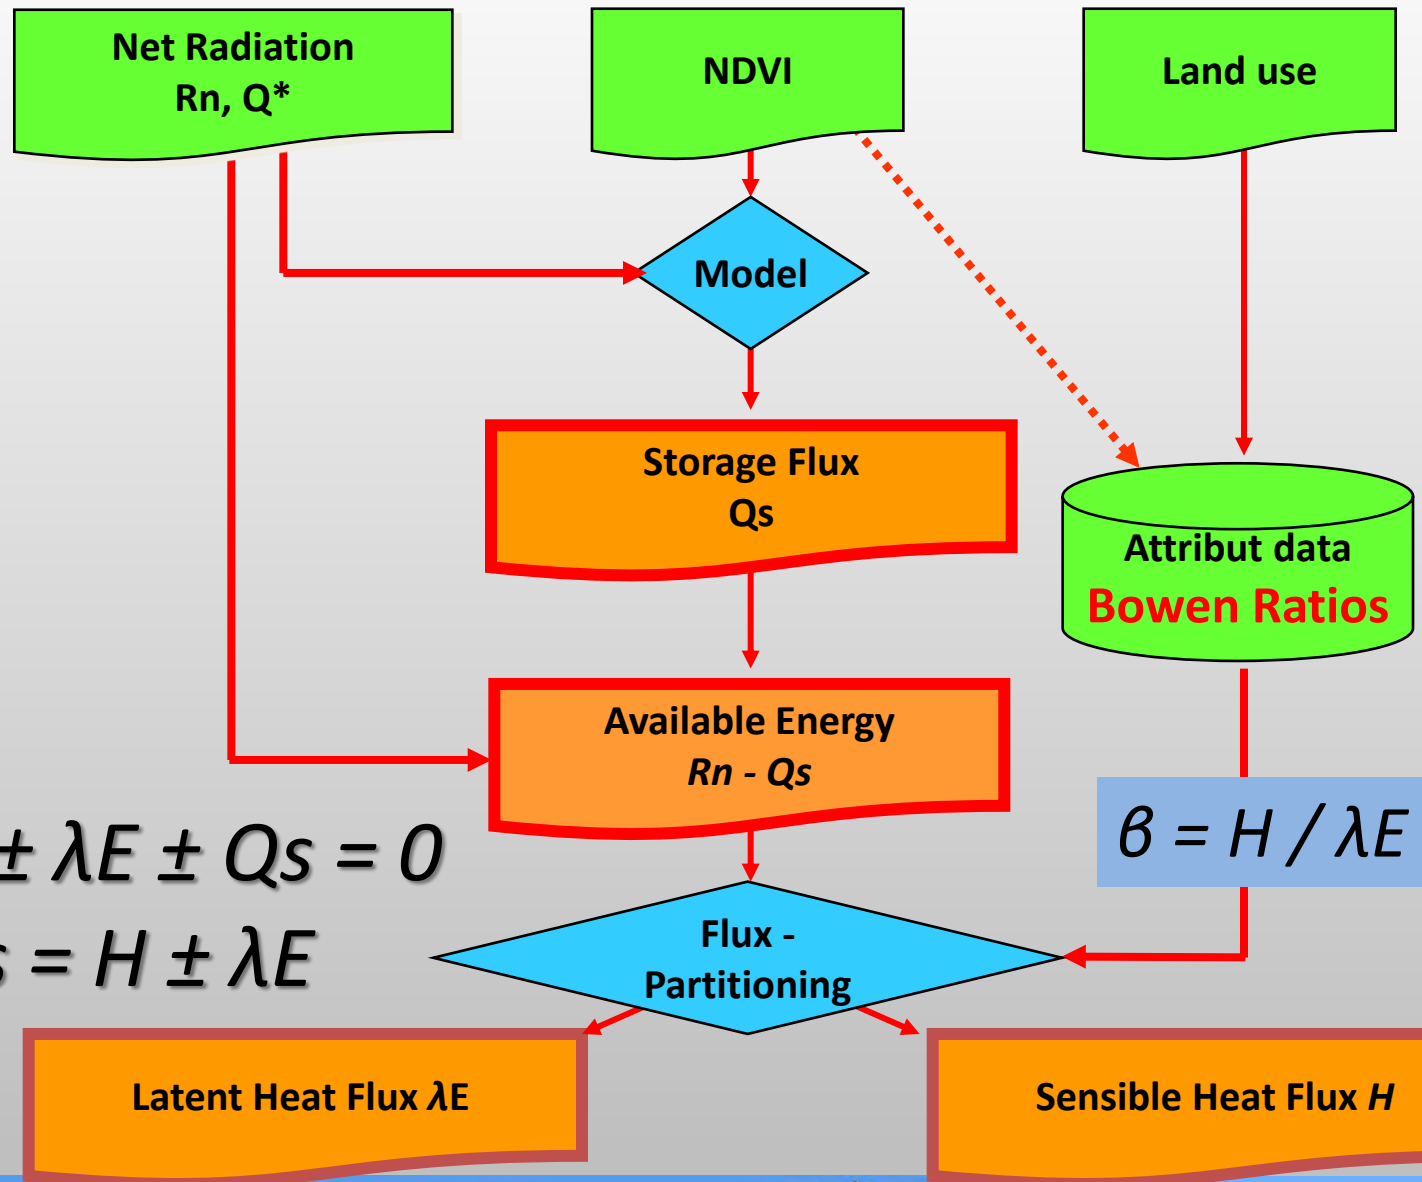 Net Radiation
Rn, Q*
NDVI
Land use
Model
Storage Flux
Qs
Attribut data
Bowen Ratios
Available Energy
Rn - Qs
± λE ± Qs = 0
β = H / λE
s = H ± λE
Flux -
Partitioning
Latent Heat Flux λE
Sensible Heat Flux H